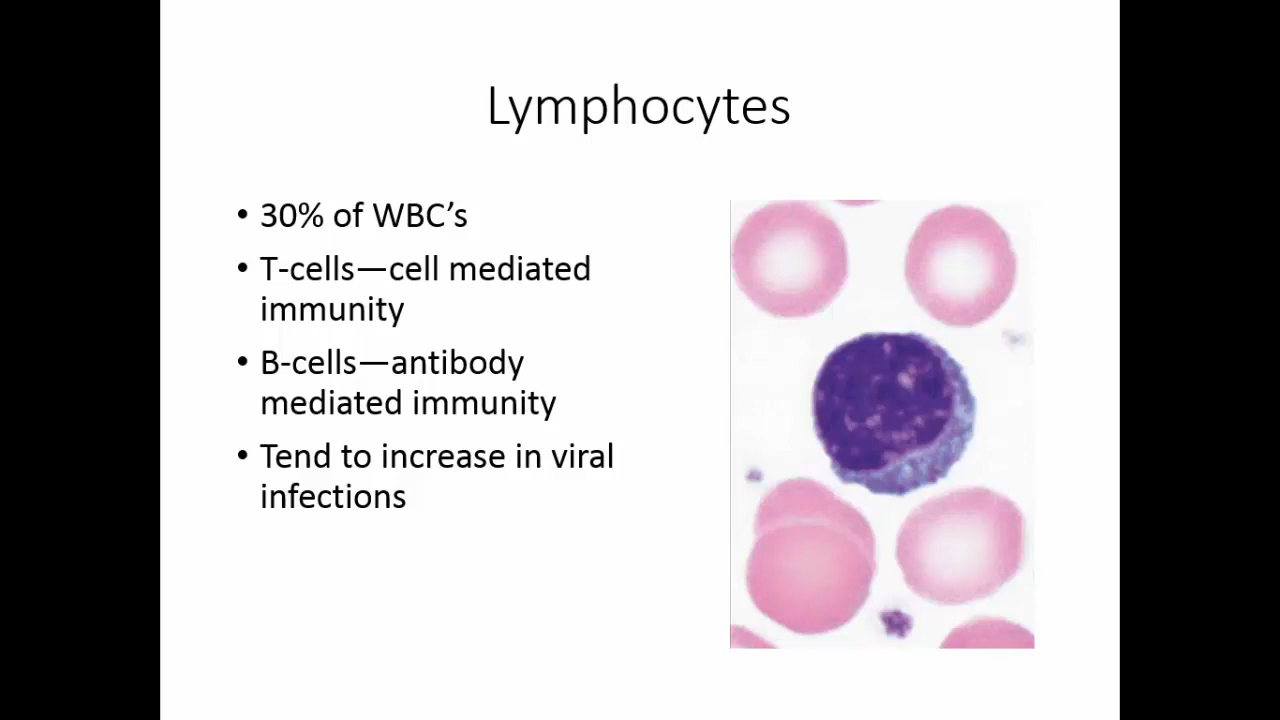 Lymphocytes
• 30% of WBC’s
• T-cells—cell mediated
immunity
• B-cells—antibody
mediated immunity
• Tend to increase in viral
infections